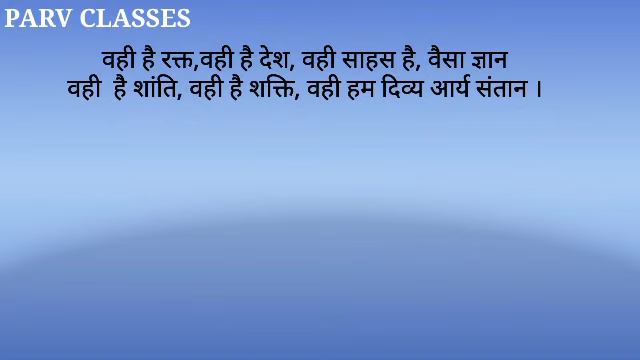 PARV CLASSES
वही है रक्त,वही है देश, वही साहस है, वैसा ज्ञान
वही है शांति, वही है शक्ति, वही हम दिव्य आर्य संतान ।